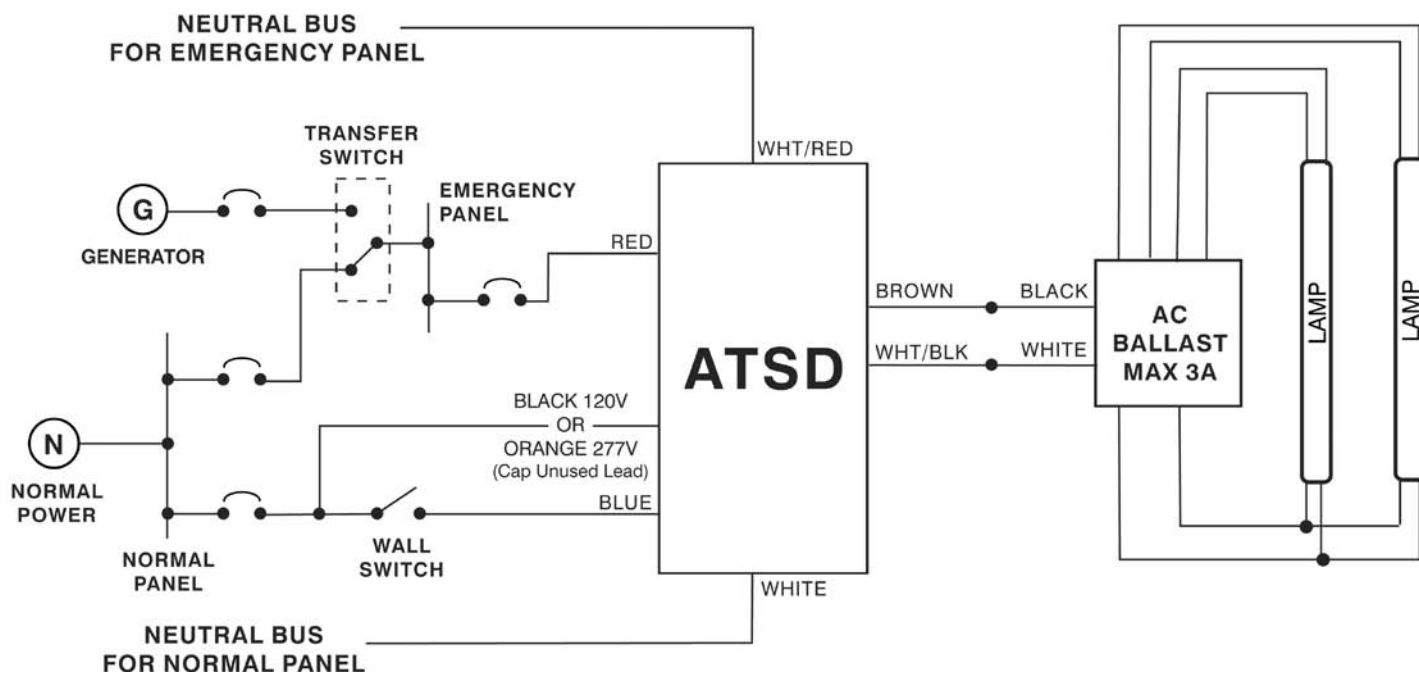 NEUTRAL BUS
FOR EMERGENCY PANEL
WHT/RED
TRANSFER
SWITCH
G
GENERATOR
EMERGENCY
PANEL
RED
BROWN
BLACK
WHT/BLK
WHITE
ATSD
AC
BALLAST
MAX 3A
LAMP
LAMP
BLACK 120V
OR
ORANGE 277V
(Cap Unused Lead)
BLUE
N
NORMAL
POWER
NORMAL
PANEL
WALL
SWITCH
WHITE
NEUTRAL BUS
FOR NORMAL PANEL